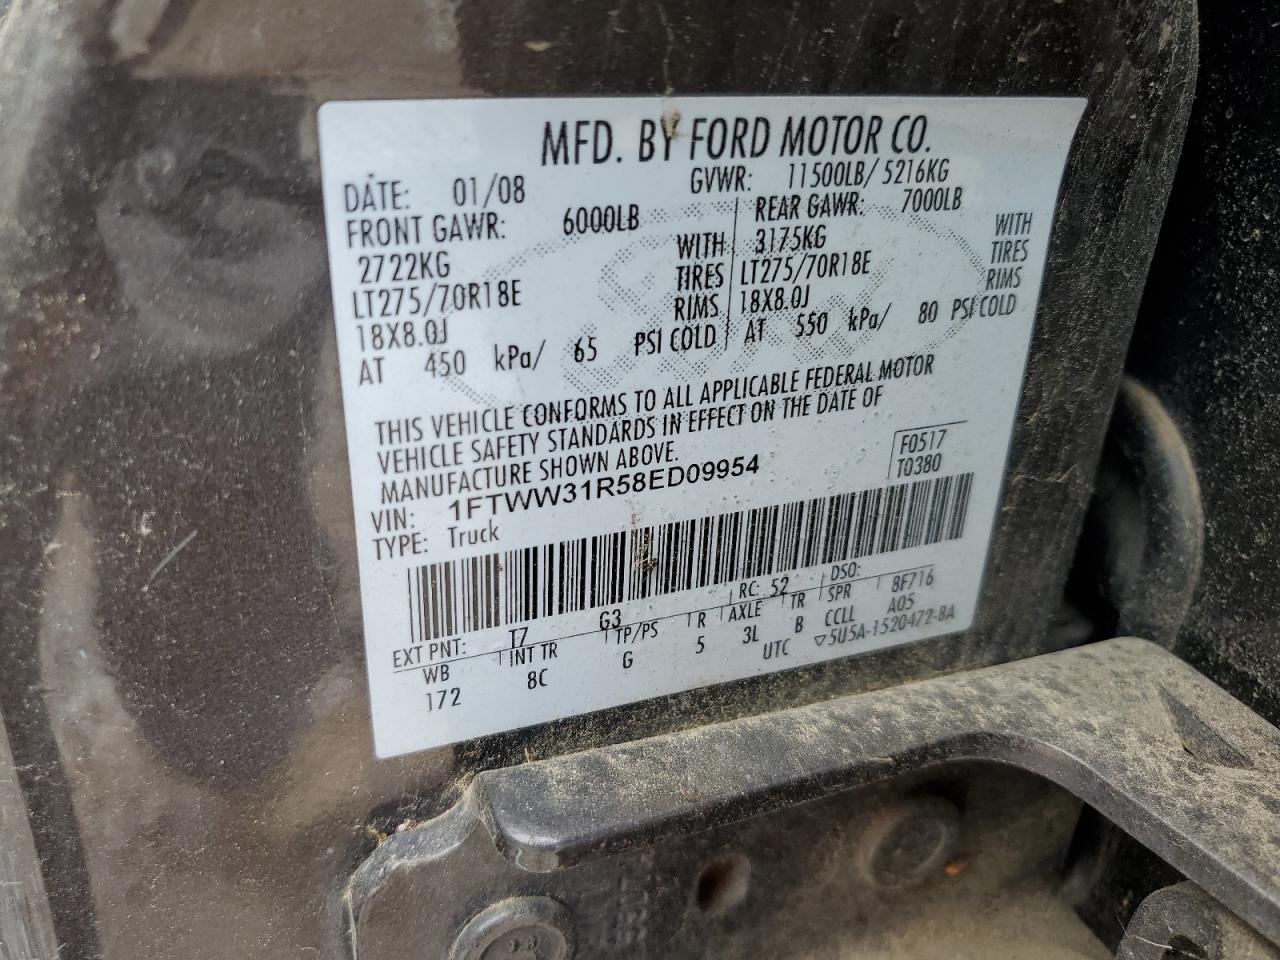 MFD. BY FORD MOTOR CO.
DATE: 01/08 GVWR: 11500LB/ 5216KG
FRONT GAWR: 6000LB REAR GAWR: 7000LB
2722KG WITH 3175KG WITH
LT275/70R18E TIRES LT275/70R18E TIRES
18X8.0J RIMS 18X8.0J RIMS
AT 450 kPa/ 65 PSI COLD AT 550 kPa/ 80 PSI COLD
THIS VEHICLE CONFORMS TO ALL APPLICABLE FEDERAL MOTOR
VEHICLE SAFETY STANDARDS IN EFFECT ON THE DATE OF
MANUFACTURE SHOWN ABOVE.
F0517
T0380
VIN: 1FTWW31R58ED09954
TYPE: Truck
EXT PNT: T7 G3 RC: 52 DSO:
WB INT TR TP/PS R AXLE TR SPR 8F716
172 8C G 5 3L B CCLL A05
UTC ▽5U5A-1520472-BA